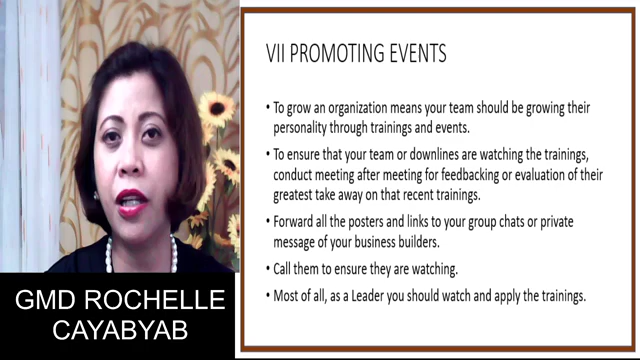 VII PROMOTING EVENTS
• To grow an organization means your team should be growing their
personality through trainings and events.
• To ensure that your team or downlines are watching the trainings,
conduct meeting after meeting for feedbacking or evaluation of their
greatest take away on that recent trainings.
• Forward all the posters and links to your group chats or private
message of your business builders.
• Call them to ensure they are watching.
• Most of all, as a Leader you should watch and apply the trainings.
GMD ROCHELLE
CAYABYAB